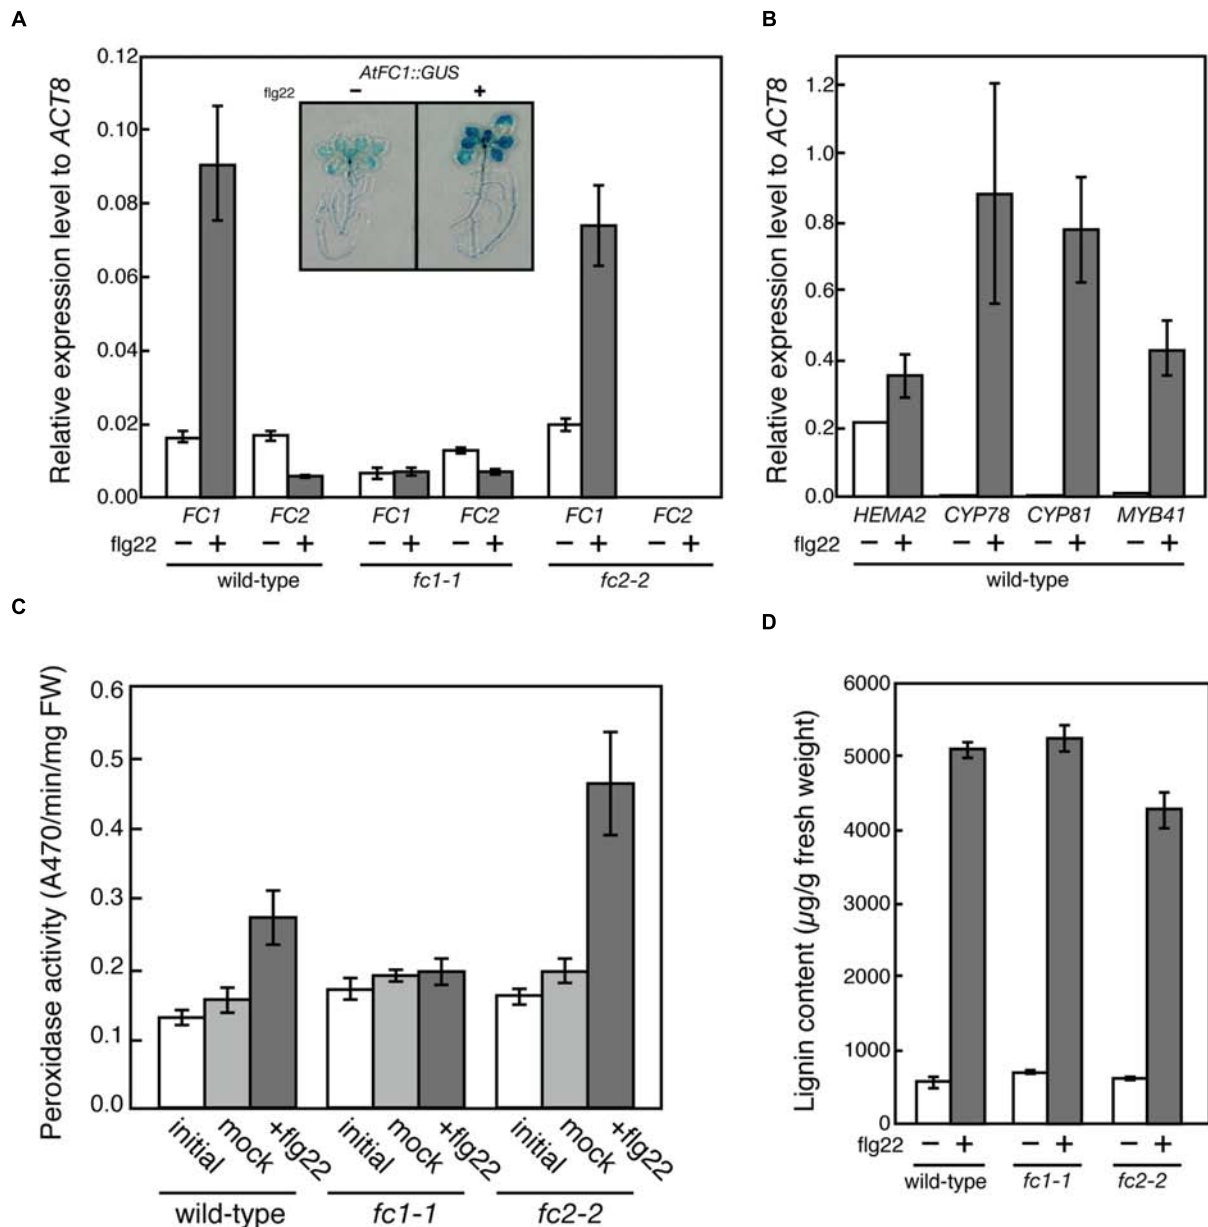 A
Relative expression level to ACT8
0.12
0.10
0.08
0.06
0.04
0.02
0.00
AtFC1::GUS
flg22 − +
FC1 FC2 FC1 FC2 FC1 FC2
flg22 − + − + − + − + − + − +
wild-type fc1-1 fc2-2
B
Relative expression level to ACT8
1.2
1.0
0.8
0.6
0.4
0.2
0.0
HEMA2 CYP78 CYP81 MYB41
flg22 − + − + − + − +
wild-type
C
Peroxidase activity (A470/min/mg FW)
0.6
0.5
0.4
0.3
0.2
0.1
0.0
initial mock +flg22 initial mock +flg22 initial mock +flg22
wild-type fc1-1 fc2-2
D
Lignin content (µg/g fresh weight)
6000
5000
4000
3000
2000
1000
0
flg22 − + − + − +
wild-type fc1-1 fc2-2